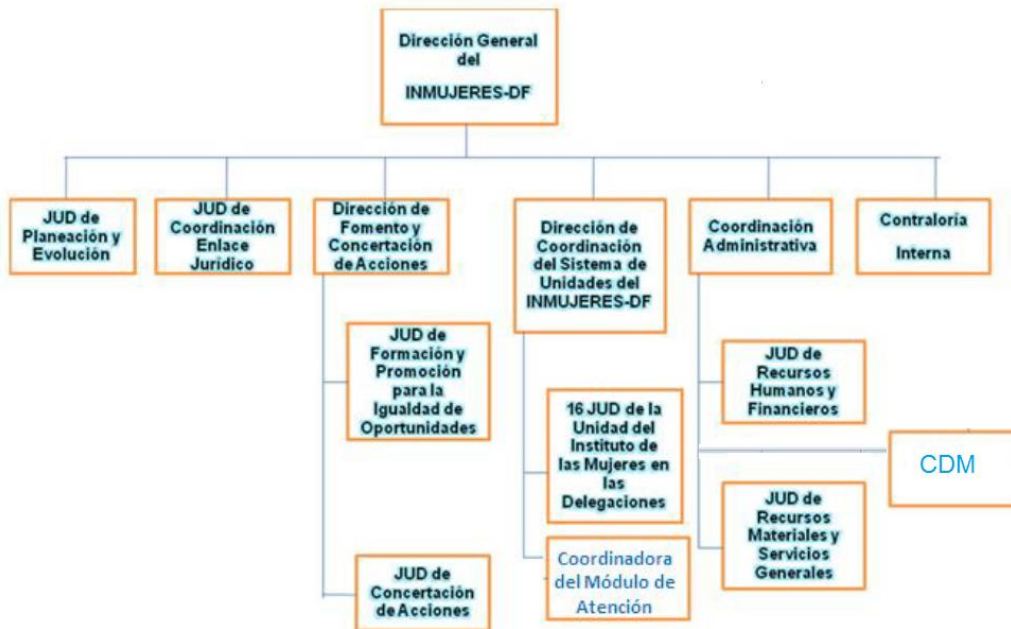 Dirección General
del
INMUJERES-DF
JUD de
Planeación y
Evolución
JUD de
Coordinación
Enlace
Jurídico
Dirección de
Fomento y
Concertación
de Acciones
Dirección de
Coordinación
del Sistema de
Unidades del
INMUJERES-DF
Coordinación
Administrativa
Contraloría
Interna
JUD de
Formación y
Promoción
para la
Igualdad de
Oportunidades
JUD de
Concertación
de Acciones
16 JUD de la
Unidad del
Instituto de
las Mujeres en
las
Delegaciones
Coordinadora
del Módulo de
Atención
JUD de
Recursos
Humanos y
Financieros
CDM
JUD de
Recursos
Materiales y
Servicios
Generales